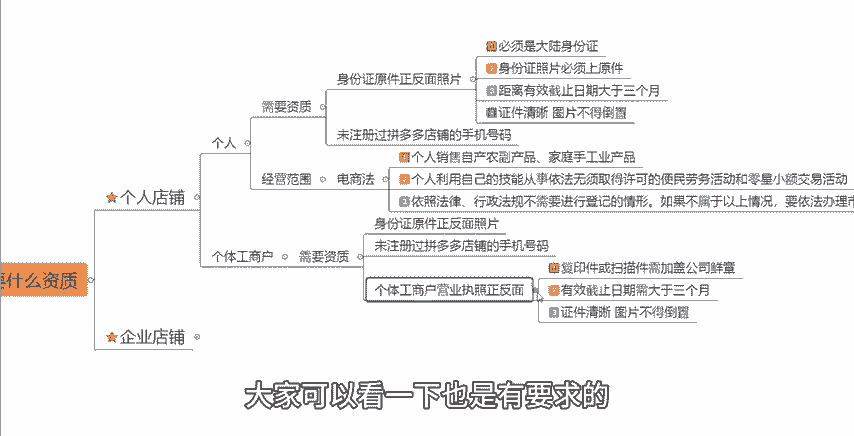 必须是大陆身份证
身份证照片必须上原件
身份证原件正反面照片
距离有效截止日期大于三个月
需要资质
证件清晰 图片不得倒置
未注册过拼多多店铺的手机号码
个人
个人销售自产农副产品、家庭手工业产品
经营范围
电商法
个人利用自己的技能从事依法无须取得许可的便民劳务活动和零星小额交易活动
个人店铺
依照法律、行政法规不需要进行登记的情形。如果不属于以上情况，要依法办理市
身份证原件正反面照片
未注册过拼多多店铺的手机号码
个体工商户
需要资质
复印件或扫描件需加盖公司鲜章
要什么资质
个体工商户营业执照正反面
有效截止日期需大于三个月
证件清晰 图片不得倒置
企业店铺
大家可以看一下也是有要求的